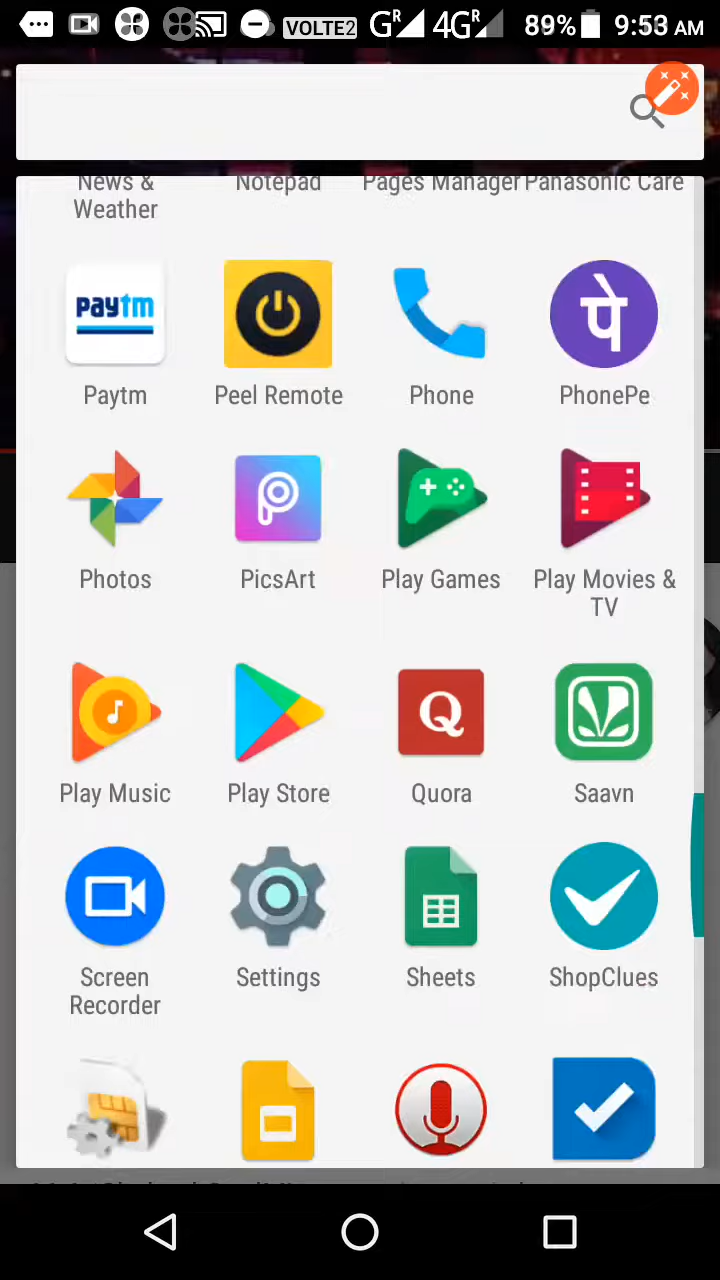 VOLTE2 G R 4G R 89% 9:53 AM
News & Notepad Pages Manager Panasonic Care
Weather
paytm पे
Paytm Peel Remote Phone PhonePe
Photos PicsArt Play Games Play Movies &
TV
Q
Play Music Play Store Quora Saavn
Screen Settings Sheets ShopClues
Recorder